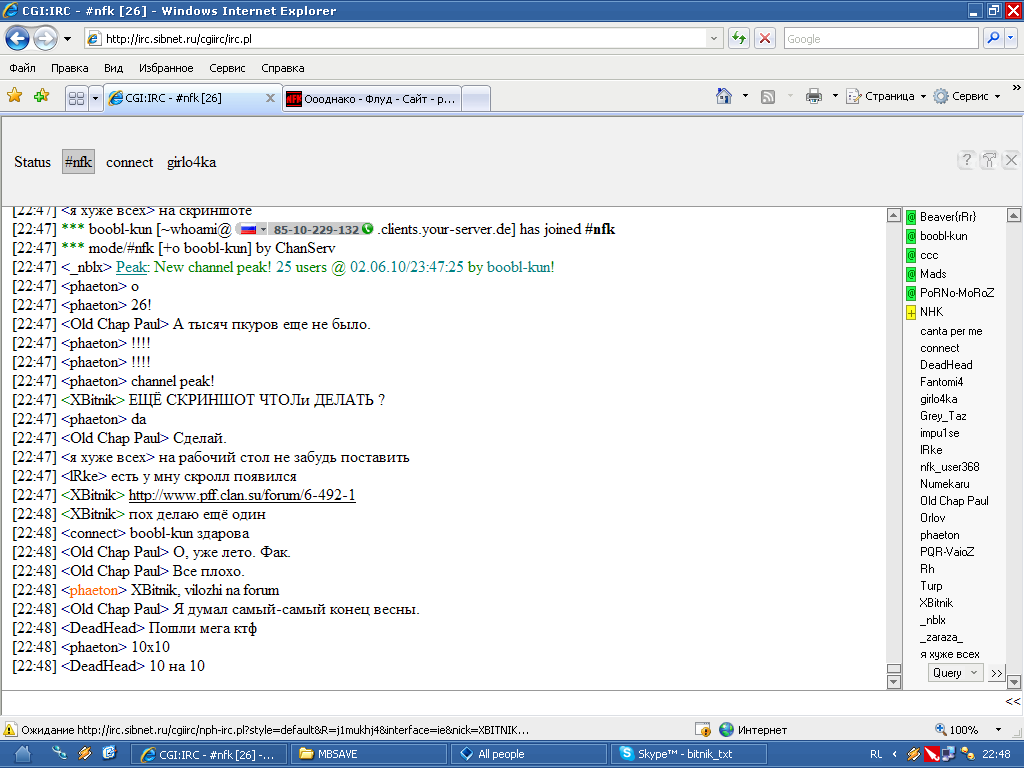 CGI:IRC - #nfk [26] - Windows Internet Explorer
http://irc.sibnet.ru/cgiirc/irc.pl
Google
Файл Правка Вид Избранное Сервис Справка
CGI:IRC - #nfk [26]
Оооднако - Флуд - Сайт - р...
Страница
Сервис
Status #nfk connect girlo4ka
[22:47] <я хуже всех> на скриншоте
[22:47] *** boobl-kun [~whoami@ 85-10-229-132 .clients.your-server.de] has joined #nfk
[22:47] *** mode/#nfk [+o boobl-kun] by ChanServ
[22:47] <_nblx> Peak: New channel peak! 25 users @ 02.06.10/23:47:25 by boobl-kun!
[22:47] <phaeton> o
[22:47] <phaeton> 26!
[22:47] <Old Chap Paul> А тысяч пкуров еще не было.
[22:47] <phaeton> !!!!
[22:47] <phaeton> !!!!
[22:47] <phaeton> channel peak!
[22:47] <XBitnik> ЕЩЁ СКРИНШОТ ЧТОЛи ДЕЛАТЬ ?
[22:47] <phaeton> da
[22:47] <Old Chap Paul> Сделай.
[22:47] <я хуже всех> на рабочий стол не забудь поставить
[22:47] <lRke> есть у мну скролл появился
[22:47] <XBitnik> http://www.pff.clan.su/forum/6-492-1
[22:48] <XBitnik> пох делаю ещё один
[22:48] <connect> boobl-kun здарова
[22:48] <Old Chap Paul> О, уже лето. Фак.
[22:48] <Old Chap Paul> Все плохо.
[22:48] <phaeton> XBitnik, vilozhi na forum
[22:48] <Old Chap Paul> Я думал самый-самый конец весны.
[22:48] <DeadHead> Пошли мега ктф
[22:48] <phaeton> 10x10
[22:48] <DeadHead> 10 на 10
@ Beaver{rRr}
@ boobl-kun
@ ccc
@ Mads
@ PoRNo-MoRoZ
+ NHK
canta per me
connect
DeadHead
Fantomi4
girlo4ka
Grey_Taz
impu1se
lRke
nfk_user368
Numekaru
Old Chap Paul
Orlov
phaeton
PQR-VaioZ
Rh
Turp
XBitnik
_nblx
_zaraza_
я хуже всех
Query >>
<<
Ожидание http://irc.sibnet.ru/cgiirc/nph-irc.pl?style=default&R=j1mukhj4&interface=ie&nick=XBITNIK...
Интернет
100%
CGI:IRC - #nfk [26] -...
MBSAVE
All people
Skype™ - bitnik_txt
RL
22:48